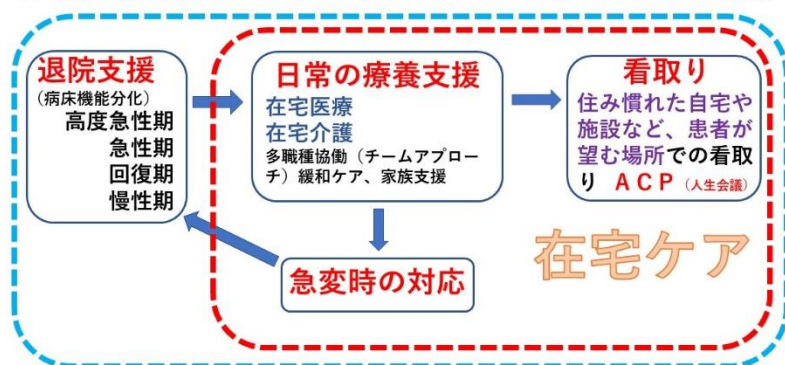 退院支援
(病床機能分化)
高度急性期
急性期
回復期
慢性期
日常の療養支援
在宅医療
在宅介護
多職種協働（チームアプロー
チ）緩和ケア、家族支援
看取り
住み慣れた自宅や
施設など、患者が
望む場所での看取
り ACP（人生会議）
急変時の対応
在宅ケア